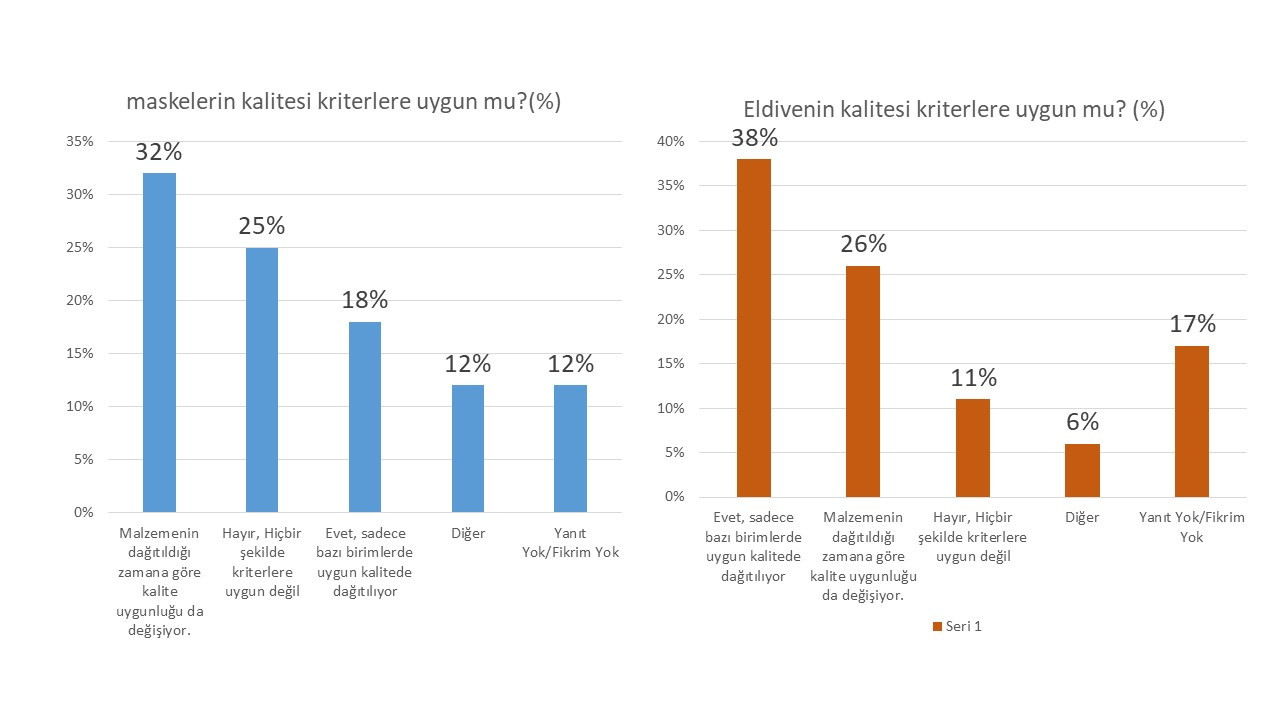 maskelerin kalitesi kriterlere uygun mu?(%)
35%
30%
25%
20%
15%
10%
5%
0%
32%
25%
18%
12%
12%
Malzemenin
dağıtıldığı
zamana göre
kalite
uygunluğu da
değişiyor.
Hayır, Hiçbir
şekilde
kriterlere
uygun değil
Evet, sadece
bazı birimlerde
uygun kalitede
dağıtılıyor
Diğer
Yanıt
Yok/Fikrim Yok
Eldivenin kalitesi kriterlere uygun mu? (%)
40%
35%
30%
25%
20%
15%
10%
5%
0%
38%
26%
11%
6%
17%
Evet, sadece
bazı birimlerde
uygun kalitede
dağıtılıyor
Malzemenin
dağıtıldığı
zamana göre
kalite uygunluğu
da değişiyor.
Hayır, Hiçbir
şekilde kriterlere
uygun değil
Diğer
Yanıt Yok/Fikrim
Yok
Seri 1